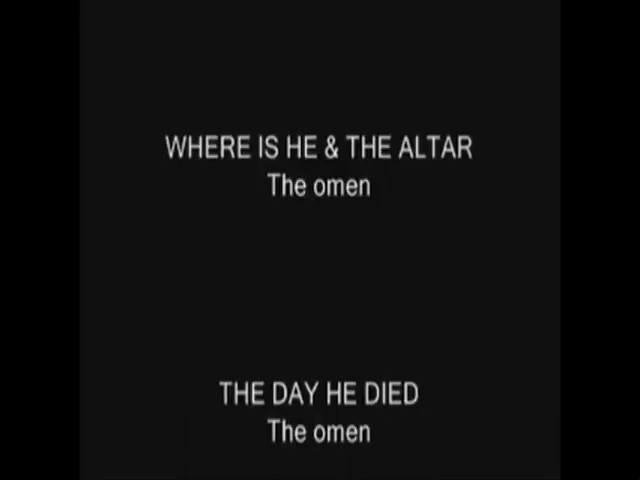 WHERE IS HE & THE ALTAR
The omen
THE DAY HE DIED
The omen